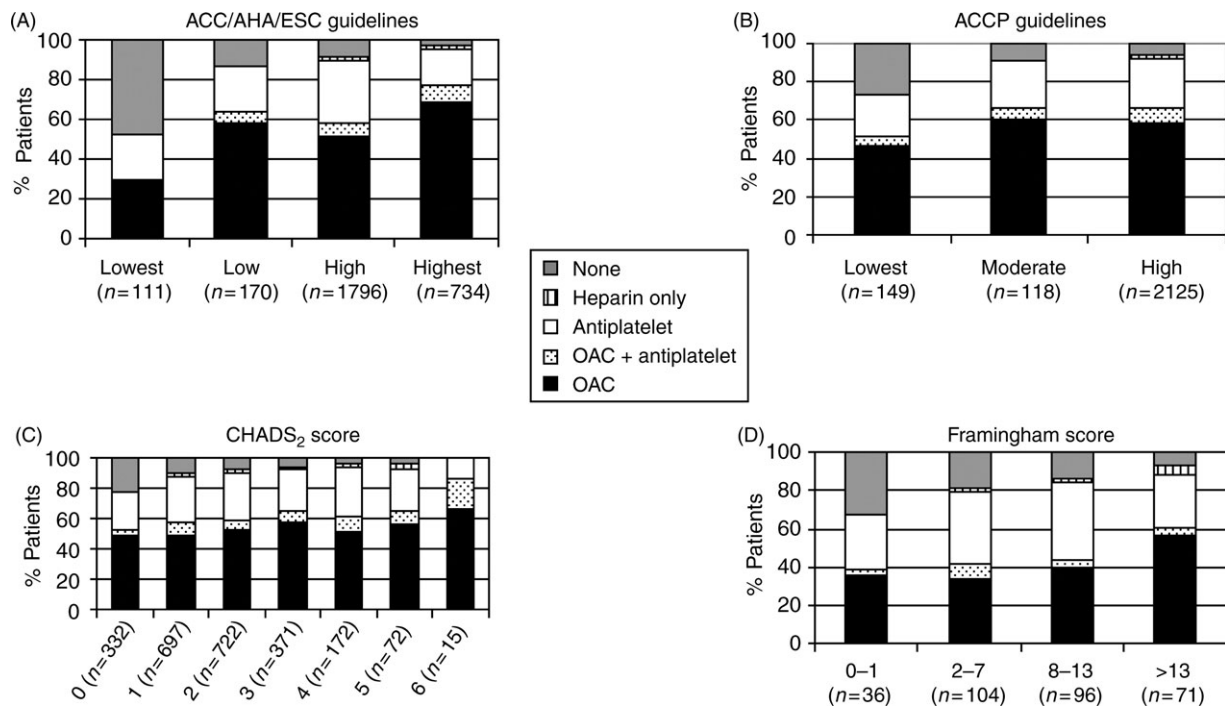 (A) ACC/AHA/ESC guidelines
100
80
60
40
20
0
% Patients
Lowest Low High Highest
(n=111) (n=170) (n=1796) (n=734)
(B) ACCP guidelines
100
80
60
40
20
0
% Patients
Lowest Moderate High
(n=149) (n=118) (n=2125)
None
Heparin only
Antiplatelet
OAC + antiplatelet
OAC
(C) CHADS₂ score
100
80
60
40
20
0
% Patients
0 (n=332)
1 (n=697)
2 (n=722)
3 (n=371)
4 (n=172)
5 (n=72)
6 (n=15)
(D) Framingham score
100
80
60
40
20
0
% Patients
0–1 2–7 8–13 >13
(n=36) (n=104) (n=96) (n=71)